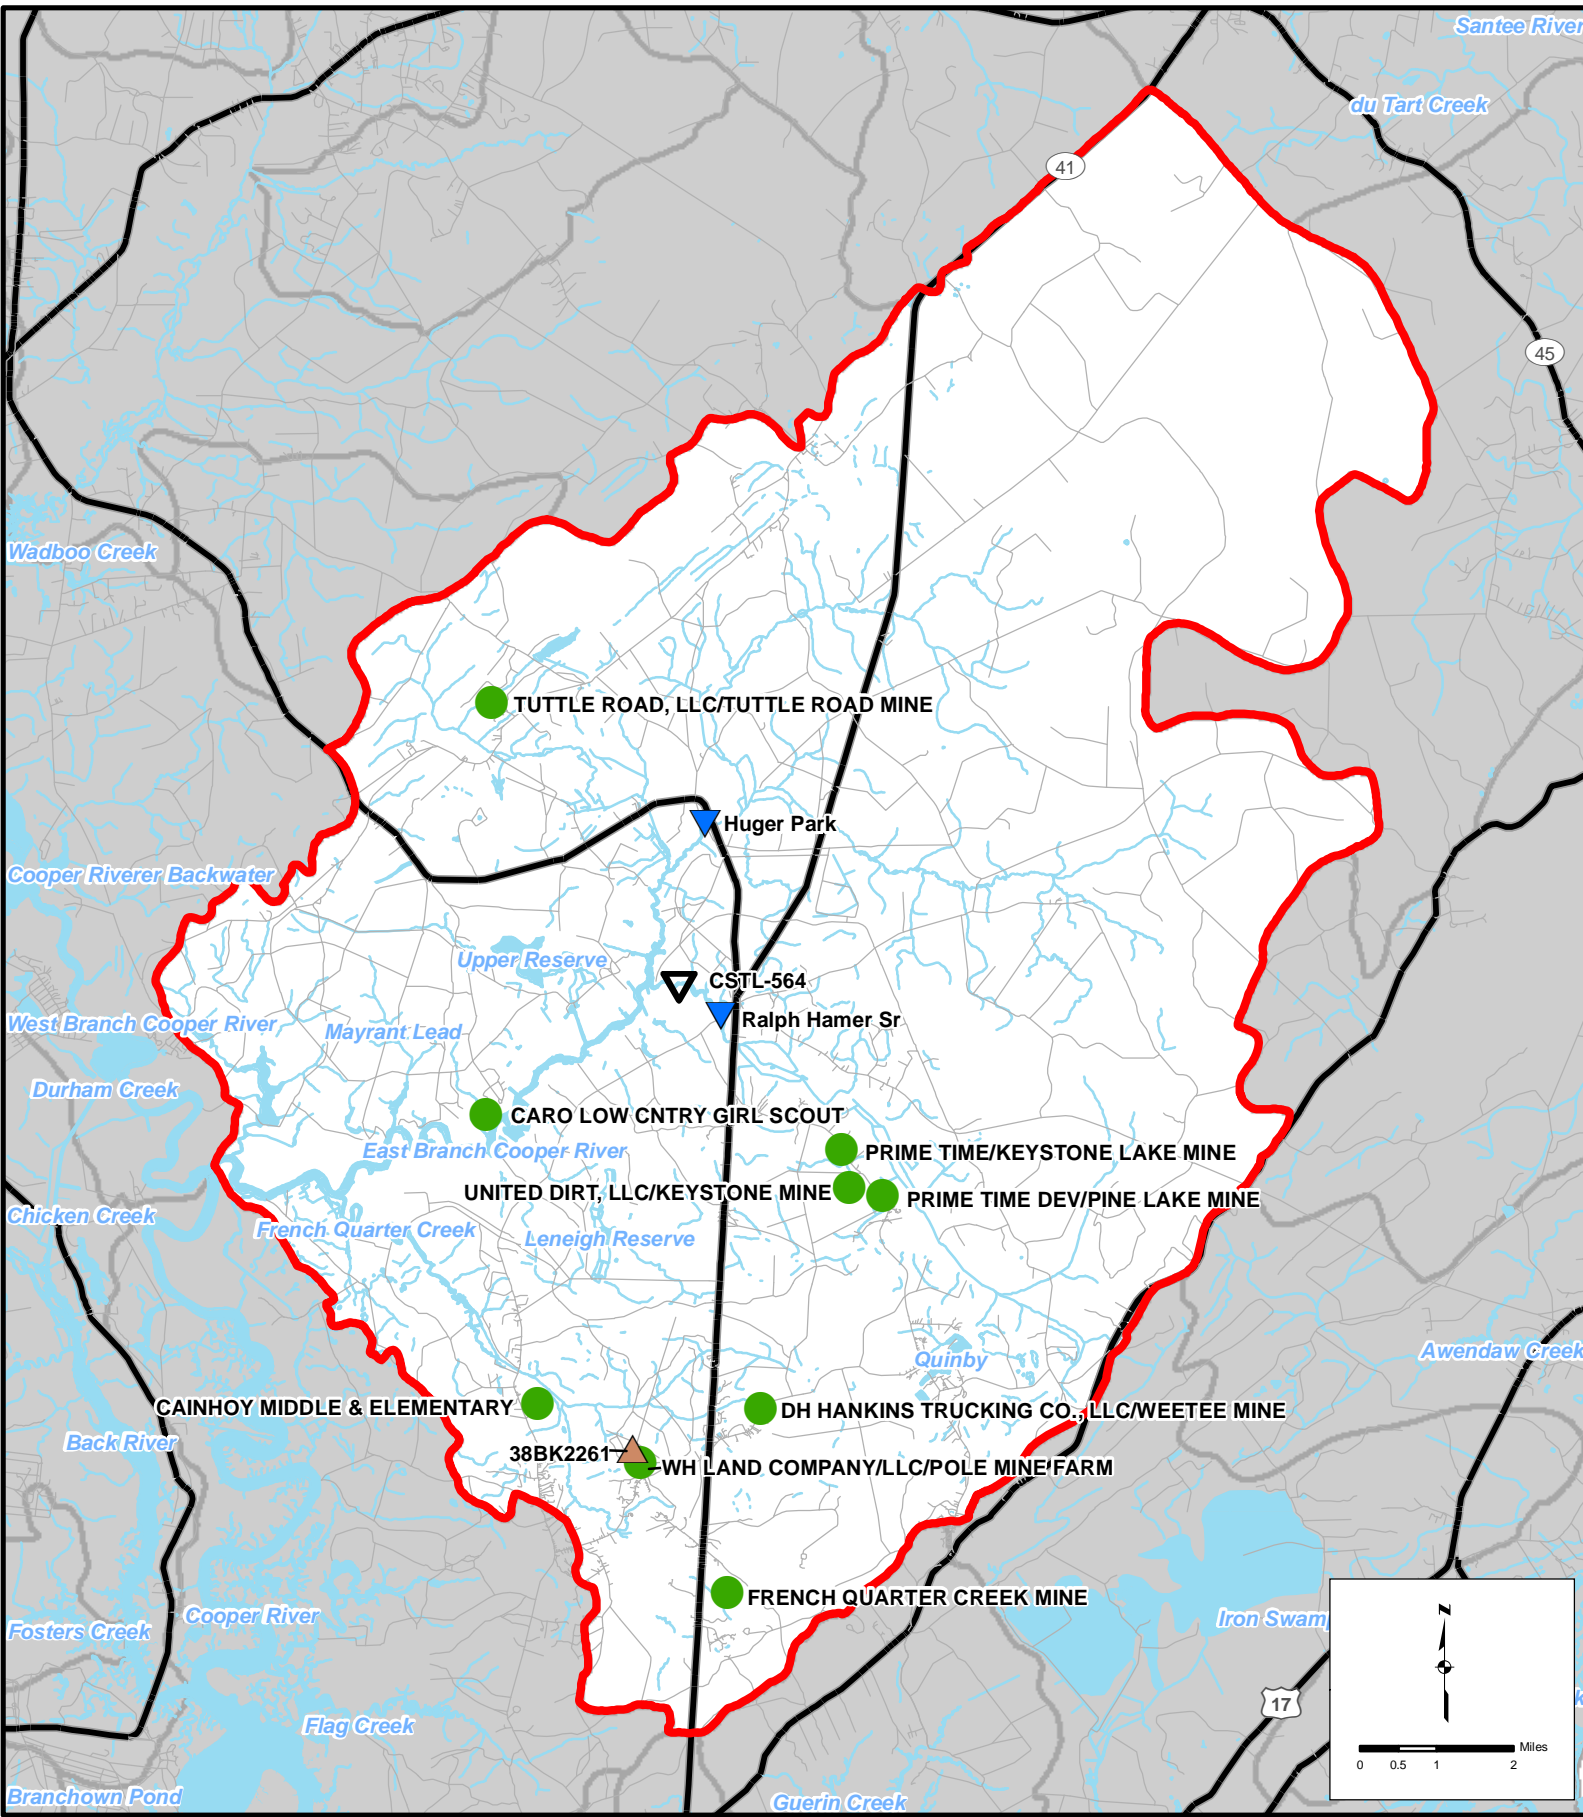 Santee River
du Tart Creek
41
45
Wadboo Creek
TUTTLE ROAD, LLC/TUTTLE ROAD MINE
Huger Park
Cooper Riverer Backwater
Upper Reserve
CSTL-564
Ralph Hamer Sr
West Branch Cooper River
Mayrant Lead
Durham Creek
CARO LOW CNTRY GIRL SCOUT
East Branch Cooper River
PRIME TIME/KEYSTONE LAKE MINE
UNITED DIRT, LLC/KEYSTONE MINE
PRIME TIME DEV/PINE LAKE MINE
Chicken Creek
French Quarter Creek
Leneigh Reserve
Awendaw Creek
Quinby
CAINHOY MIDDLE & ELEMENTARY
DH HANKINS TRUCKING CO., LLC/WEETEE MINE
Back River
38BK2261
WH LAND COMPANY/LLC/POLE MINE FARM
FRENCH QUARTER CREEK MINE
Cooper River
Iron Swamp
Fosters Creek
N
17
k
Flag Creek
Miles
0 0.5 1 2
Branchown Pond
Guerin Creek